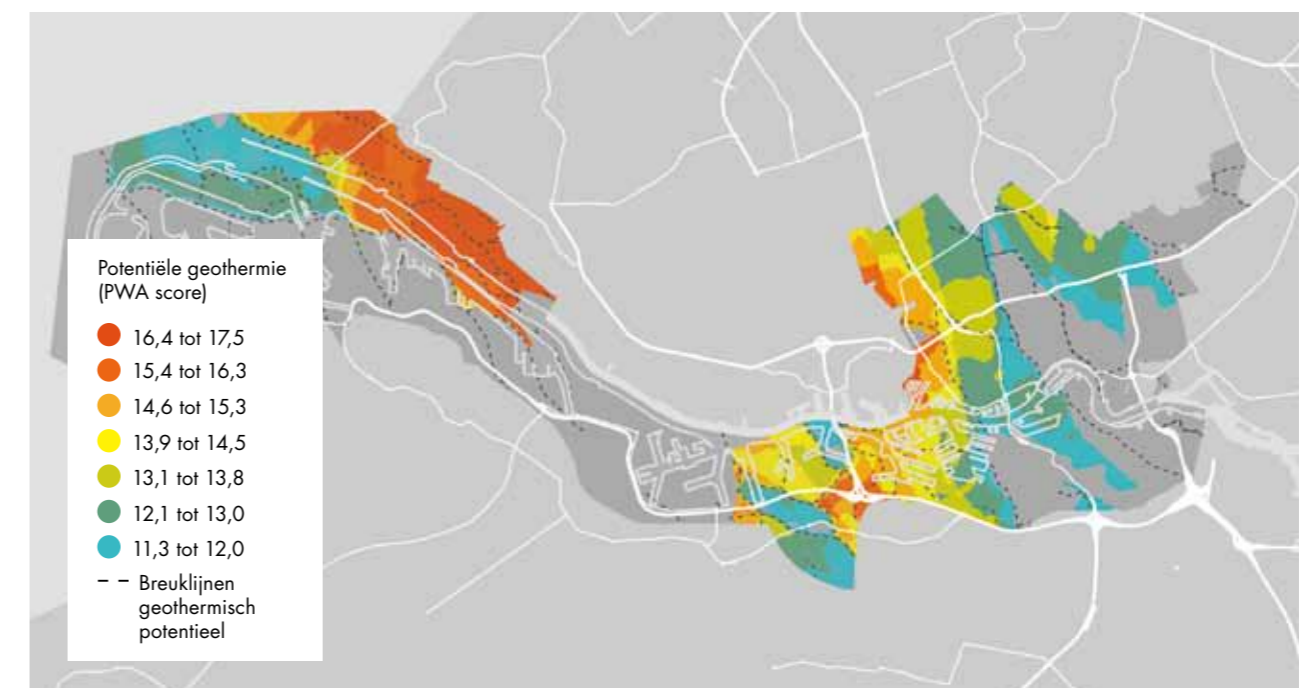 Potentiële geothermie
(PWA score)
16,4 tot 17,5
15,4 tot 16,3
14,6 tot 15,3
13,9 tot 14,5
13,1 tot 13,8
12,1 tot 13,0
11,3 tot 12,0
Breuklijnen
geothermisch
potentieel